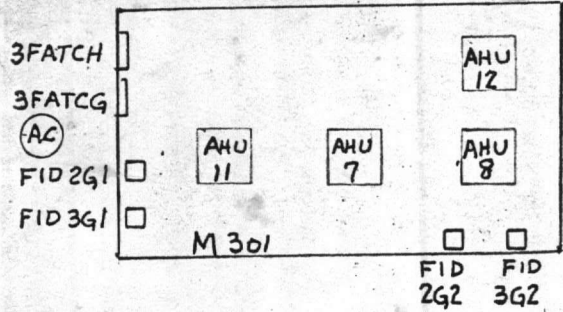 3FATCH
3FATCG
AC
FID 2G1
FID 3G1
AHU
11
AHU
7
AHU
12
AHU
8
M 301
FID
2G2
FID
3G2